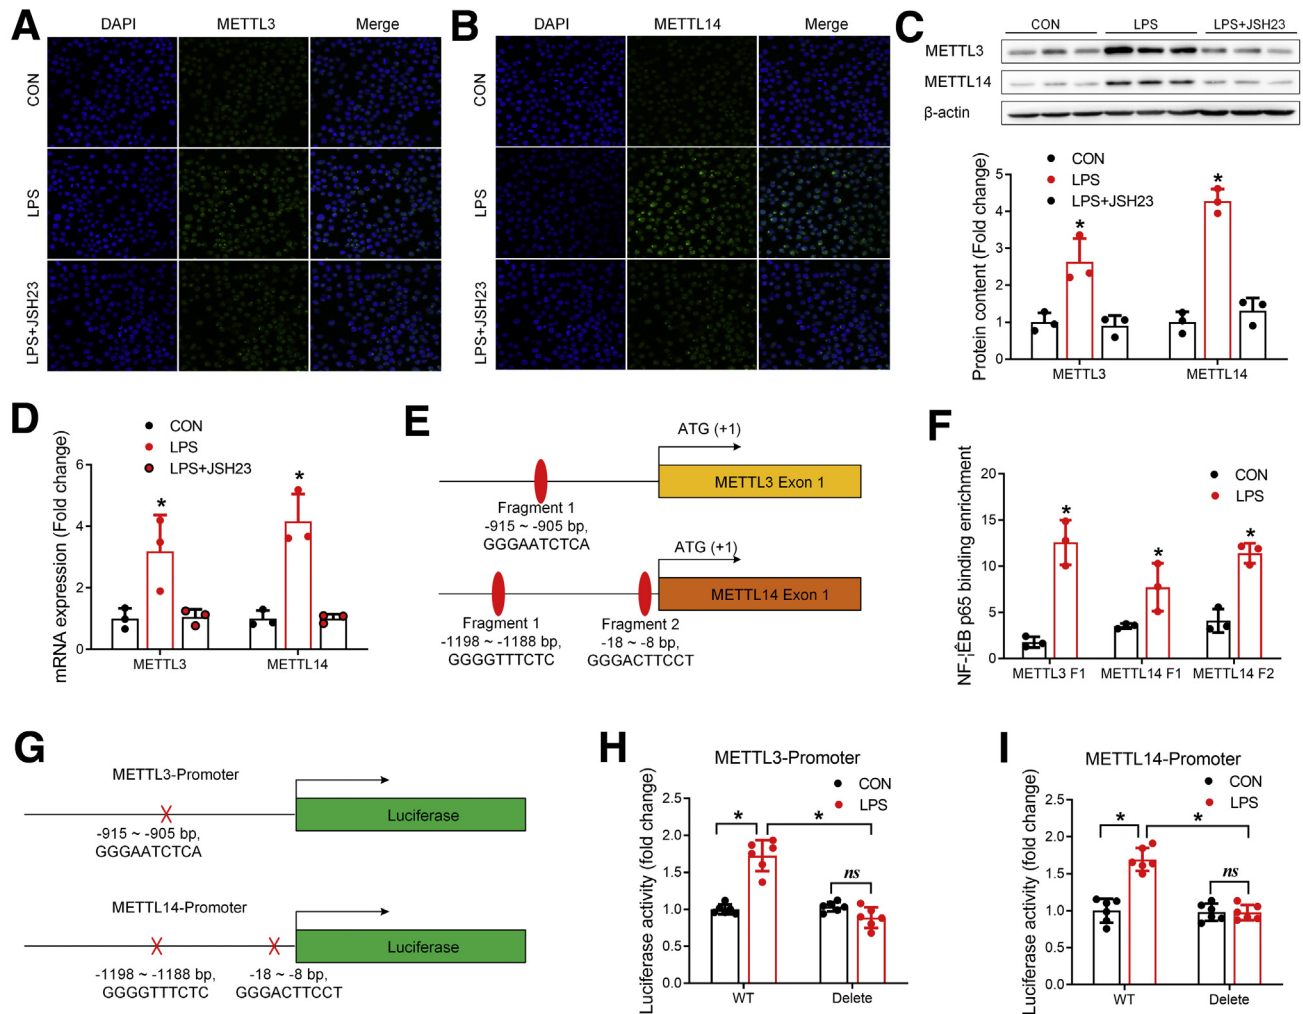 A
DAPI
METTL3
Merge
CON
LPS
LPS+JSH23
B
DAPI
METTL14
Merge
CON
LPS
LPS+JSH23
C
CON
LPS
LPS+JSH23
METTL3
METTL14
β-actin
CON
LPS
LPS+JSH23
Protein content (Fold change)
5
4
3
2
1
0
*
*
METTL3
METTL14
D
CON
LPS
LPS+JSH23
mRNA expression (Fold change)
6
4
2
0
*
*
METTL3
METTL14
E
ATG (+1)
METTL3 Exon 1
Fragment 1
-915 ~ -905 bp,
GGGAATCTCA
ATG (+1)
METTL14 Exon 1
Fragment 1
-1198 ~ -1188 bp,
GGGGTTTCTC
Fragment 2
-18 ~ -8 bp,
GGGACTTCCT
F
CON
LPS
NF-¦ÊB p65 binding enrichment
20
15
10
5
0
*
*
*
METTL3 F1
METTL14 F1
METTL14 F2
G
METTL3-Promoter
Luciferase
-915 ~ -905 bp,
GGGAATCTCA
METTL14-Promoter
Luciferase
-1198 ~ -1188 bp,
GGGGTTTCTC
-18 ~ -8 bp,
GGGACTTCCT
H
METTL3-Promoter
CON
LPS
Luciferase activity (fold change)
2.5
2.0
1.5
1.0
0.5
0.0
*
*
ns
WT
Delete
I
METTL14-Promoter
CON
LPS
Luciferase activity (fold change)
2.5
2.0
1.5
1.0
0.5
0.0
*
*
ns
WT
Delete